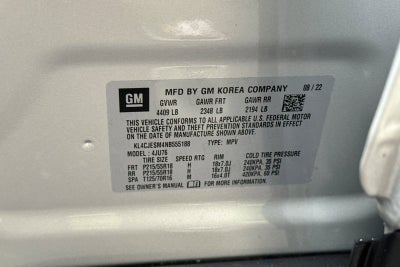 GM
MFD BY GM KOREA COMPANY 08/22
GVWR GAWR FRT GAWR RR
4409 LB 2348 LB 2194 LB
THIS VEHICLE CONFORMS TO ALL APPLICABLE U.S. FEDERAL MOTOR
VEHICLE SAFETY AND THEFT PREVENTION STANDARDS IN EFFECT
ON THE DATE OF MANUFACTURE SHOWN ABOVE.
KL4CJESM4NB555188 TYPE: MPV
MODEL: 4JU76
TIRE SIZE SPEED RTG RIM COLD TIRE PRESSURE
FRT P215/55R18 H 18x7.0J 240KPA, 35 PSI
RR P215/55R18 H 18x7.0J 240KPA, 35 PSI
SPA T125/70R16 M 16x4.0T 420KPA, 60 PSI
SEE OWNER'S MANUAL FOR MORE INFORMATION.